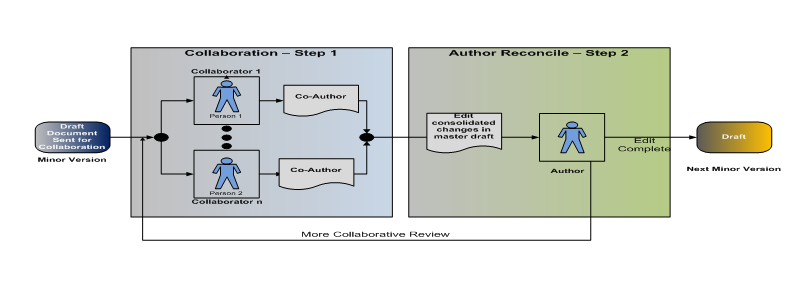 Collaboration – Step 1
Author Reconcile – Step 2
Collaborator 1
Person 1
Co-Author
Draft
Document
Sent for
Collaboration
Minor Version
Person 2
Collaborator n
Co-Author
Edit
consolidated
changes in
master draft
Author
Edit
Complete
Draft
Next Minor Version
More Collaborative Review